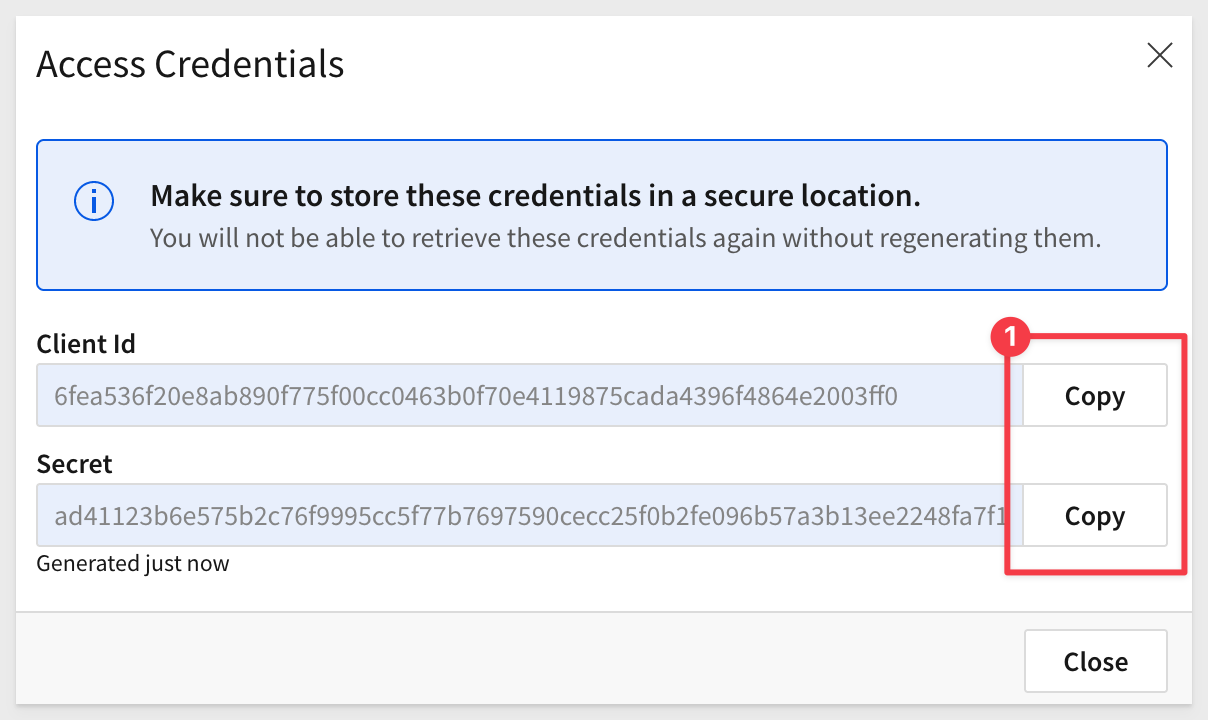 Access Credentials
Make sure to store these credentials in a secure location.
You will not be able to retrieve these credentials again without regenerating them.
Client Id
1
6fea536f20e8ab890f775f00cc0463b0f70e4119875cada4396f4864e2003ff0
Copy
Secret
ad41123b6e575b2c76f9995cc5f77b7697590cecc25f0b2fe096b57a3b13ee2248fa7f1
Copy
Generated just now
Close